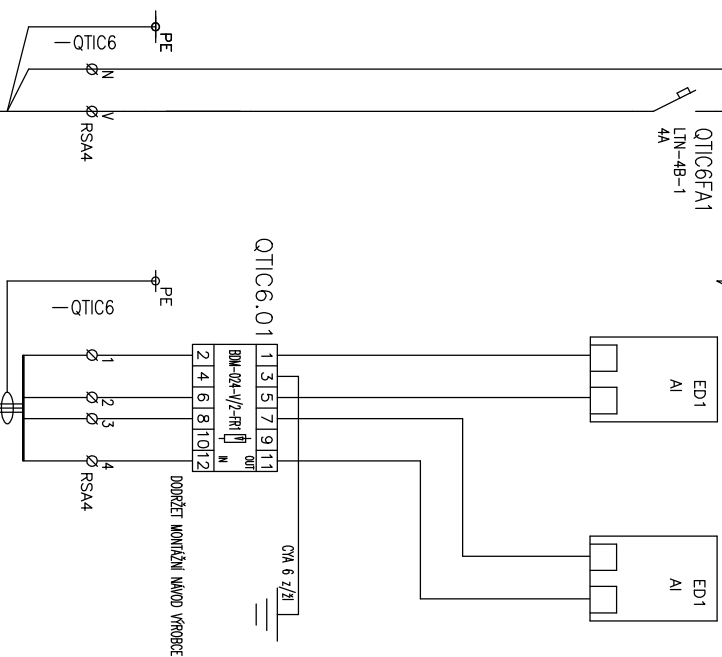 —QTIC6
PE
N
V
RSA4
QTIC6FA1
LTN-4B-1
4A
PE
—QTIC6
QTIC6.01
1
2
3
4
RSA4
2
4
6
8
10
12
BDM-024-V/2-FR1
IN
OUT
1
3
5
7
9
11
ED1
AI
ED1
AI
CYA 6 z/žl
DODRŽET MONTÁŽNÍ NÁVOD VÝROBCE